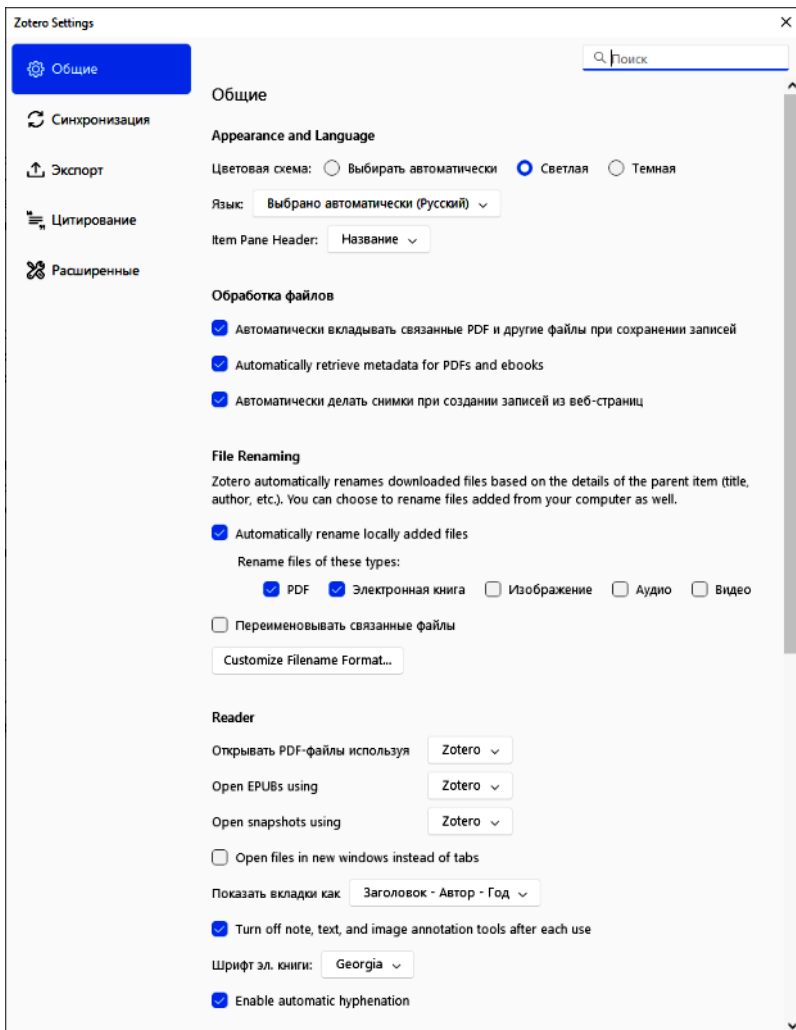 Zotero Settings
Общие
Поиск
Синхронизация
Экспорт
Цитирование
Расширенные
Общие
Appearance and Language
Цветовая схема: Выбирать автоматически Светлая Темная
Язык: Выбрано автоматически (Русский)
Item Pane Header: Название
Обработка файлов
Автоматически вкладывать связанные PDF и другие файлы при сохранении записей
Automatically retrieve metadata for PDFs and ebooks
Автоматически делать снимки при создании записей из веб-страниц
File Renaming
Zotero automatically renames downloaded files based on the details of the parent item (title,
author, etc.). You can choose to rename files added from your computer as well.
Automatically rename locally added files
Rename files of these types:
PDF Электронная книга Изображение Аудио Видео
Переименовывать связанные файлы
Customize Filename Format...
Reader
Открывать PDF-файлы используя Zotero
Open EPUBs using Zotero
Open snapshots using Zotero
Open files in new windows instead of tabs
Показать вкладки как Заголовок - Автор - Год
Turn off note, text, and image annotation tools after each use
Шрифт эл. книги: Georgia
Enable automatic hyphenation